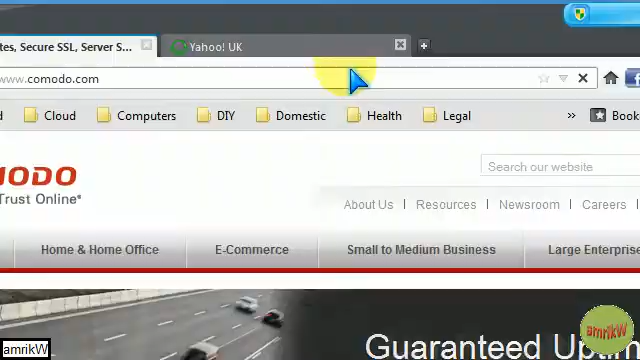 tes, Secure SSL, Server S...
Yahoo! UK
www.comodo.com
Cloud
Computers
DIY
Domestic
Health
Legal
»
Book
ODO
Trust Online®
Search our website
About Us | Resources | Newsroom | Careers |
Home & Home Office
E-Commerce
Small to Medium Business
Large Enterprise
Guaranteed Uptim
amrikW
amrikW